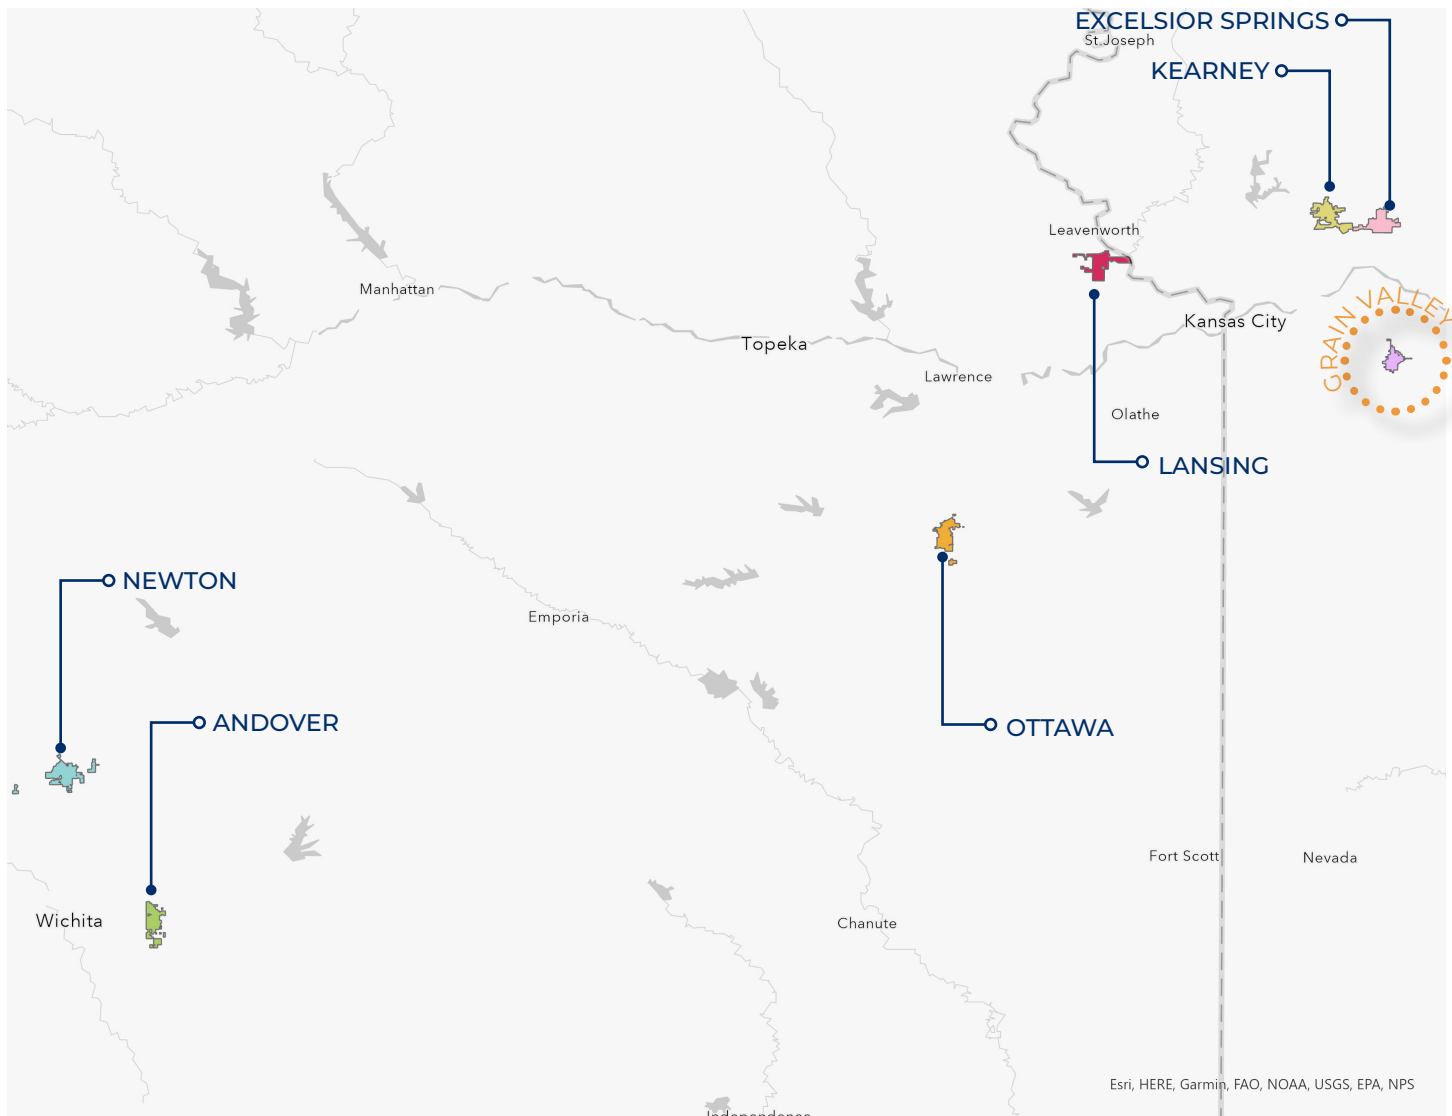 EXCELSIOR SPRINGS
St.Joseph
KEARNEY
Leavenworth
Manhattan
GRAIN VALLEY
Kansas City
Topeka
Lawrence
Olathe
LANSING
NEWTON
Emporia
ANDOVER
OTTAWA
Fort Scott
Nevada
Wichita
Chanute
Esri, HERE, Garmin, FAO, NOAA, USGS, EPA, NPS
Independence